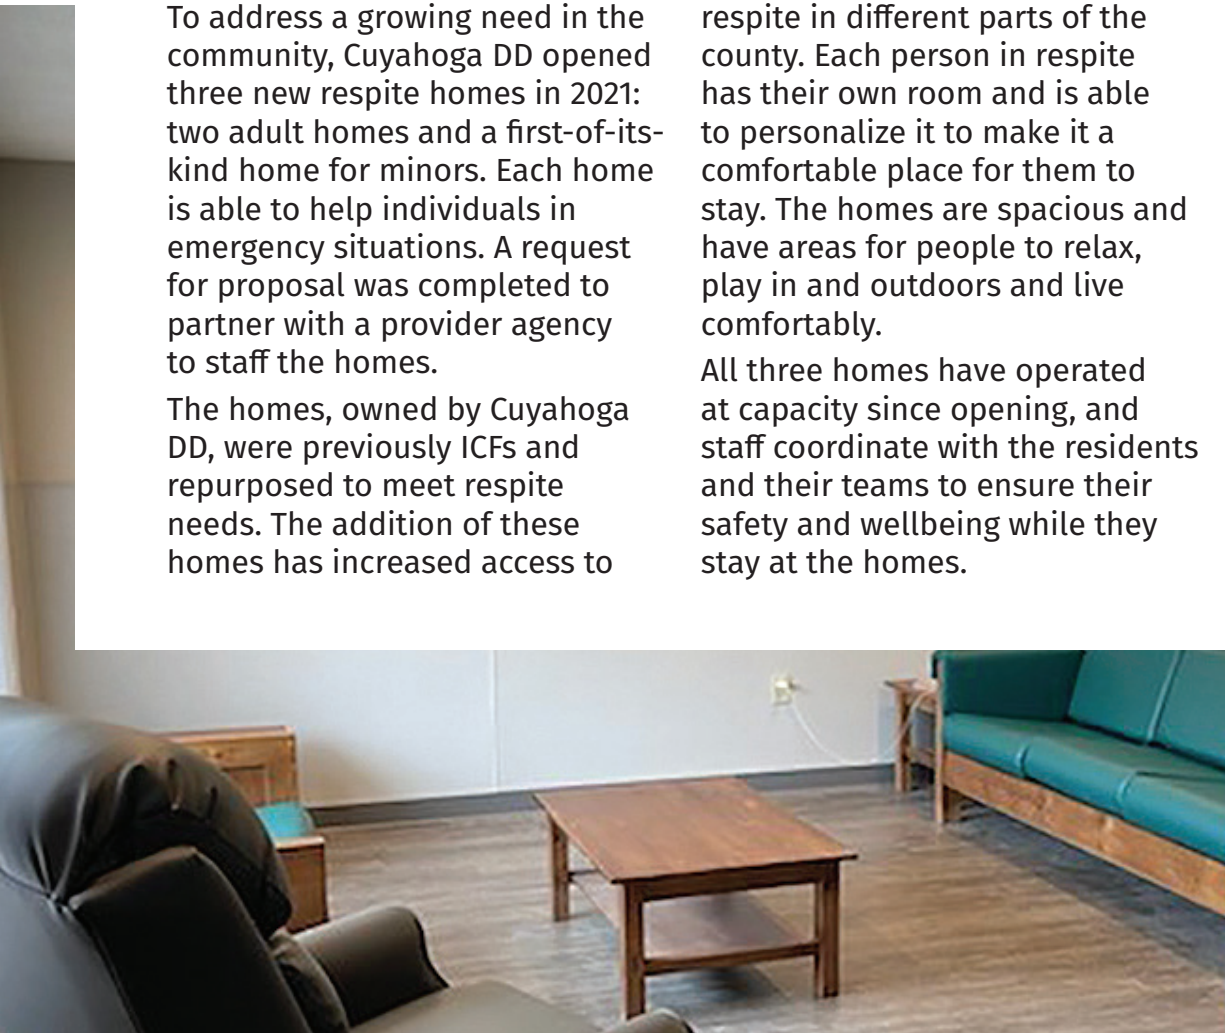 To address a growing need in the
community, Cuyahoga DD opened
three new respite homes in 2021:
two adult homes and a first-of-its-
kind home for minors. Each home
is able to help individuals in
emergency situations. A request
for proposal was completed to
partner with a provider agency
to staff the homes.
The homes, owned by Cuyahoga
DD, were previously ICFs and
repurposed to meet respite
needs. The addition of these
homes has increased access to
respite in different parts of the
county. Each person in respite
has their own room and is able
to personalize it to make it a
comfortable place for them to
stay. The homes are spacious and
have areas for people to relax,
play in and outdoors and live
comfortably.
All three homes have operated
at capacity since opening, and
staff coordinate with the residents
and their teams to ensure their
safety and wellbeing while they
stay at the homes.